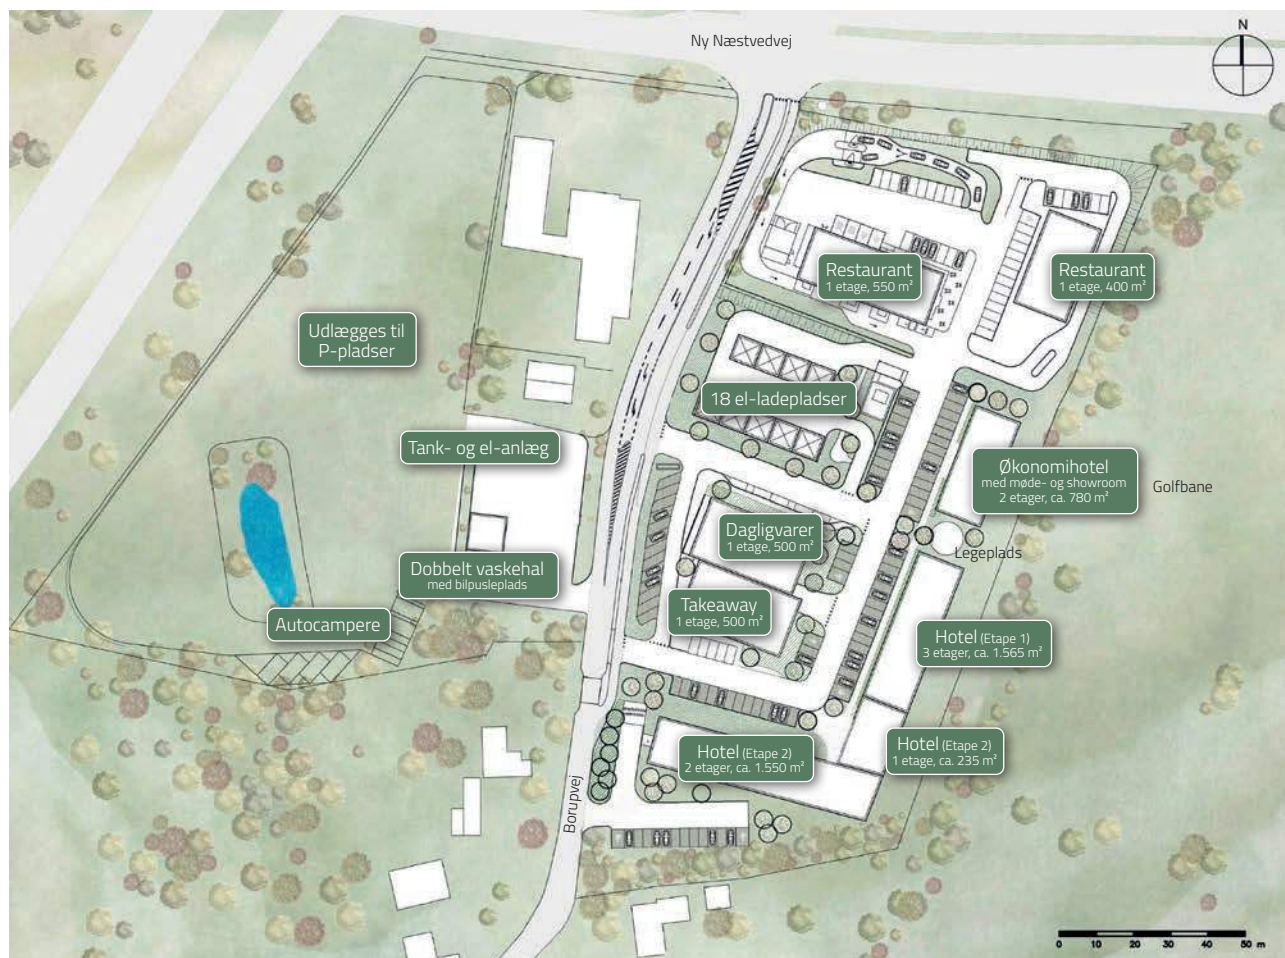 Ny Næstvedvej
N
Restaurant
1 etage, 550 m²
Restaurant
1 etage, 400 m²
Udlægges til
P-pladser
18 el-ladepladser
Tank- og el-anlæg
Økonomihotel
med møde- og showroom
2 etager, ca. 780 m²
Golfbane
Dagligvarer
1 etage, 500 m²
Legeplads
Dobbelt vaskehal
med bilpusleplads
Takeaway
1 etage, 500 m²
Autocampere
Hotel (Etape 1)
3 etager, ca. 1.565 m²
Hotel (Etape 2)
2 etager, ca. 1.550 m²
Hotel (Etape 2)
1 etage, ca. 235 m²
Borupvej
0 10 20 30 40 50 m